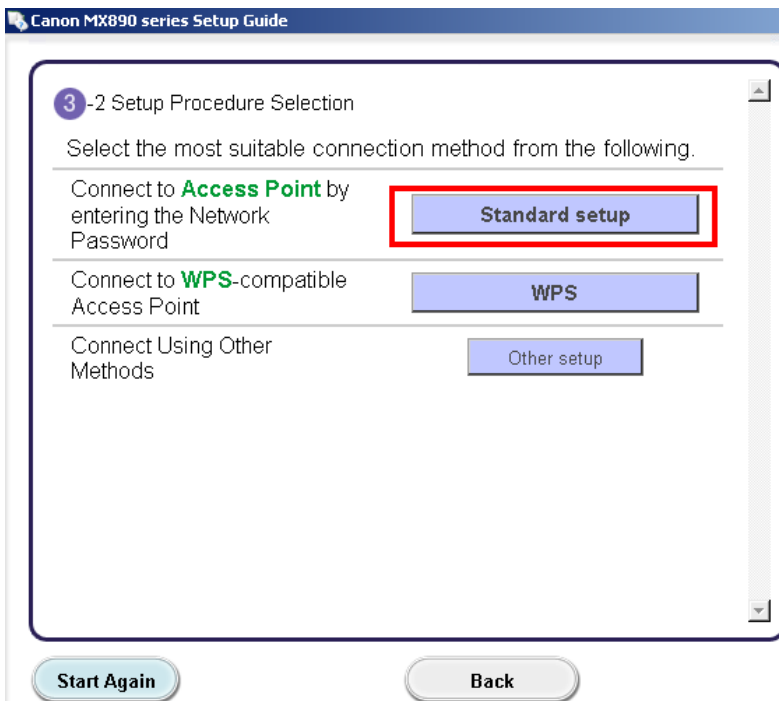 Canon MX890 series Setup Guide
3-2 Setup Procedure Selection
Select the most suitable connection method from the following.
Connect to Access Point by
entering the Network
Password
Standard setup
Connect to WPS-compatible
Access Point
WPS
Connect Using Other
Methods
Other setup
Start Again
Back